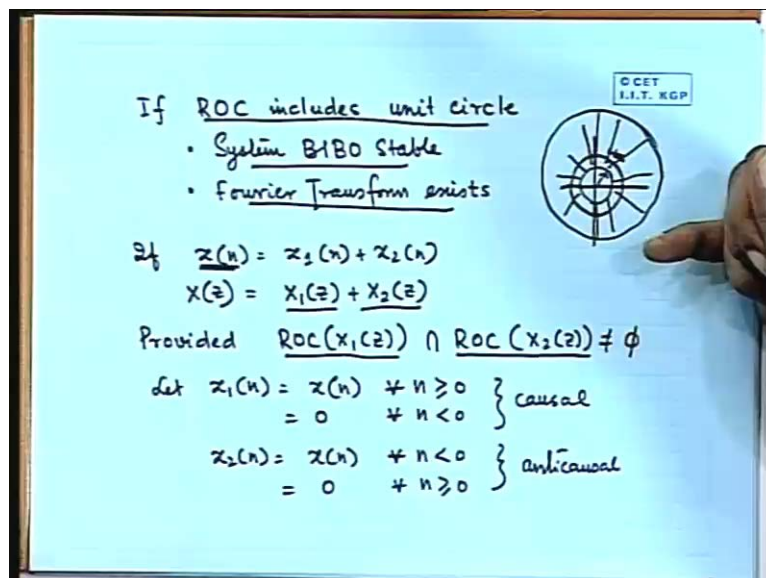 © CET
I.I.T. KGP
If ROC includes unit circle
• System BIBO Stable
• Fourier Transform exists
If x(n) = x₁(n) + x₂(n)
X(z) = X₁(z) + X₂(z)
Provided ROC(X₁(z)) ∩ ROC(X₂(z)) ≠ ϕ
Let x₁(n) = x(n) ∀ n ≥ 0 } causal
= 0 ∀ n < 0
x₂(n) = x(n) ∀ n < 0 } anticausal
= 0 ∀ n ≥ 0